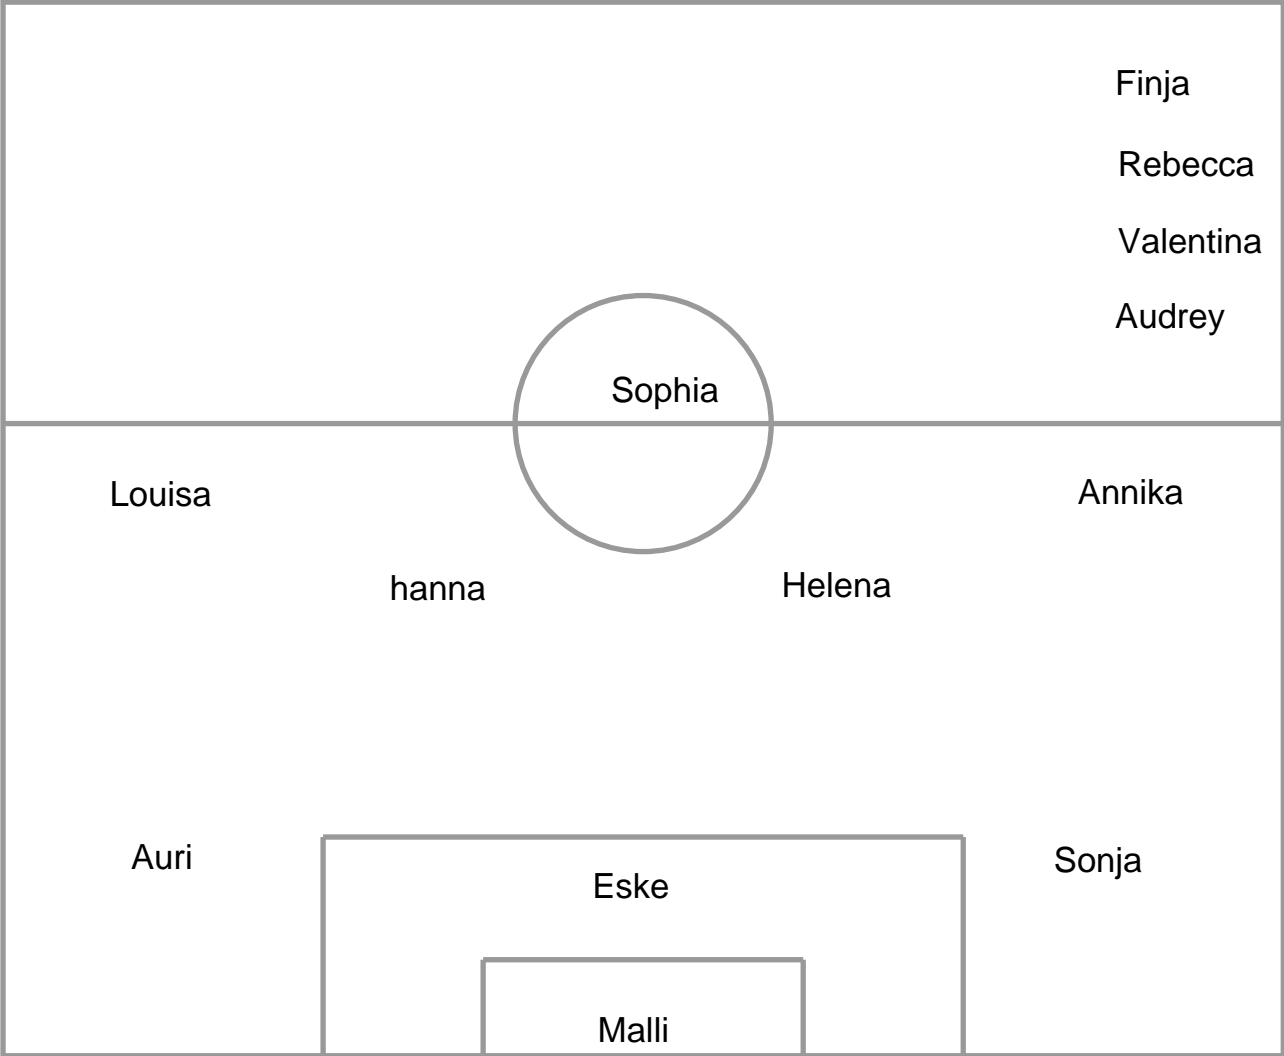 Finja
Rebecca
Valentina
Audrey
Sophia
Louisa
Annika
hanna
Helena
Auri
Sonja
Eske
Malli